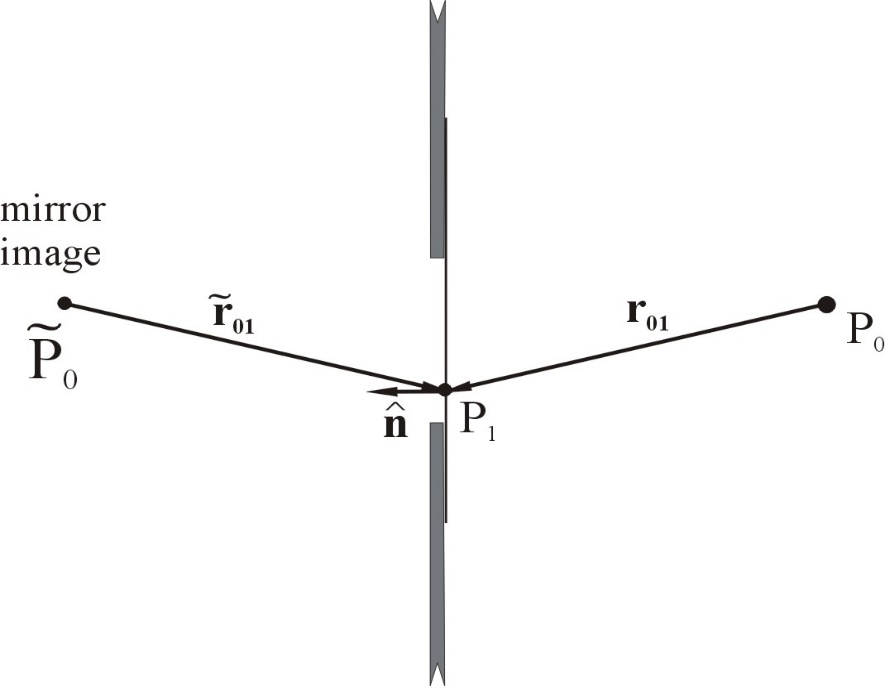 mirror
image
r̃₀₁
r₀₁
P̃₀
P₀
n̂
P₁